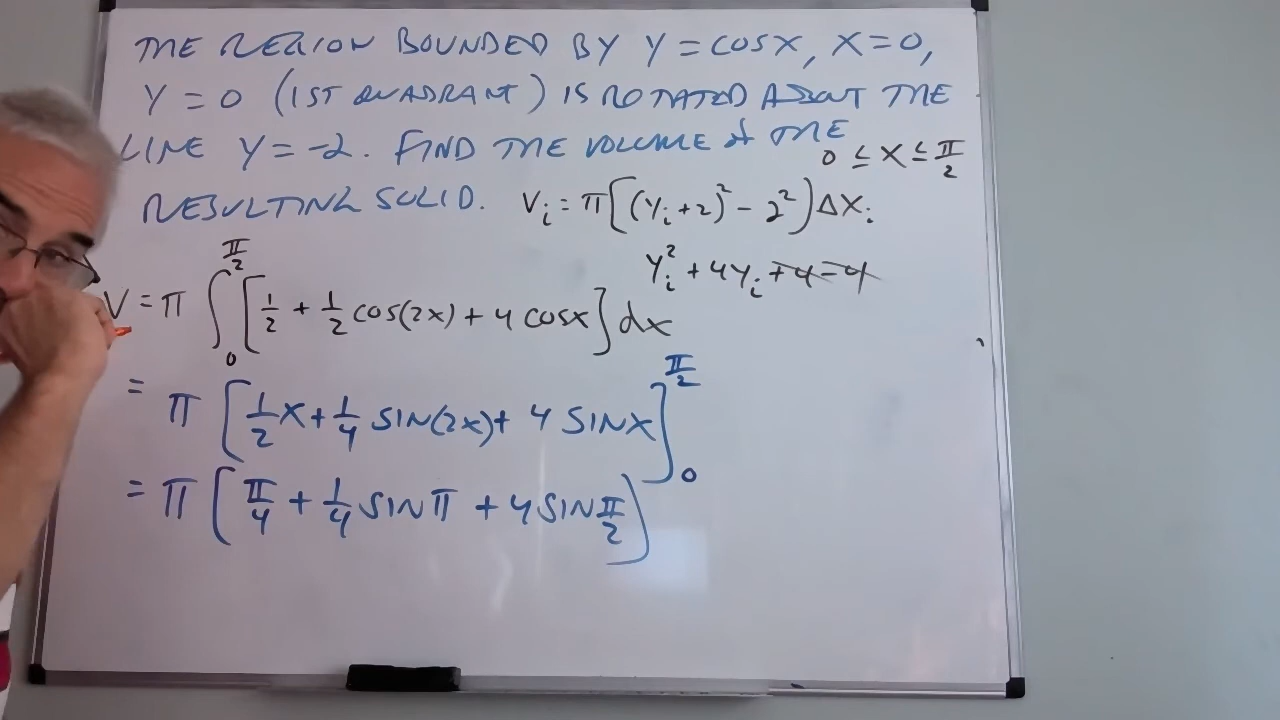 THE REGION BOUNDED BY Y = COSX, X=0,
Y = 0 (1ST QUADRANT) IS ROTATED ABOUT THE
LINE Y = -2. FIND THE VOLUME of THE
RESULTING SOLID.
0 ≤ X ≤ π/2
Vᵢ = π[(Yᵢ+2)² - 2²]ΔXᵢ
Yᵢ² + 4Yᵢ +4-4
V = π ∫₀^(π/2) [1/2 + 1/2 cos(2x) + 4 cosx] dx
= π [1/2 X + 1/4 SIN(2X) + 4 SINX]₀^(π/2)
= π [π/4 + 1/4 SIN π + 4 SIN π/2]